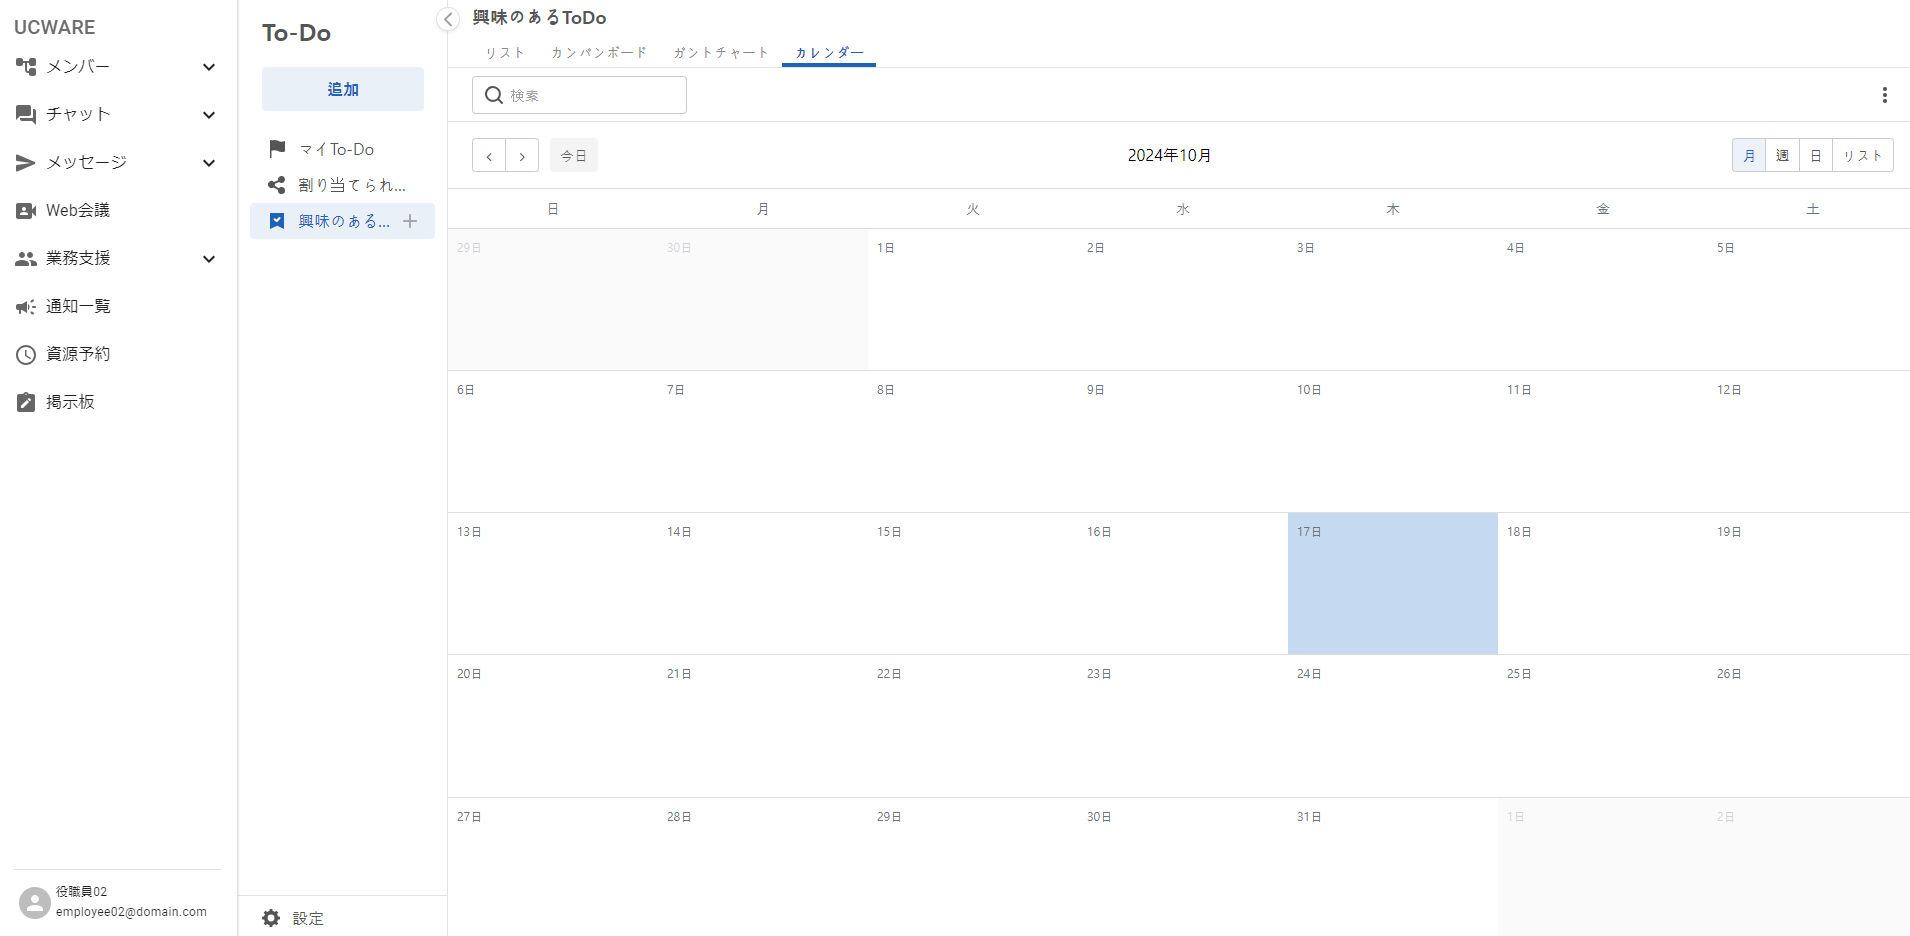 UCWARE
メンバー
チャット
メッセージ
Web会議
業務支援
通知一覧
資源予約
掲示板
役職員02
employee02@domain.com
To-Do
追加
マイTo-Do
割り当てられ...
興味のある...
設定
興味のあるToDo
リスト カンバンボード ガントチャート カレンダー
検索
今日 2024年10月 月 週 日 リスト
日 月 火 水 木 金 土
29日 30日 1日 2日 3日 4日 5日
6日 7日 8日 9日 10日 11日 12日
13日 14日 15日 16日 17日 18日 19日
20日 21日 22日 23日 24日 25日 26日
27日 28日 29日 30日 31日 1日 2日